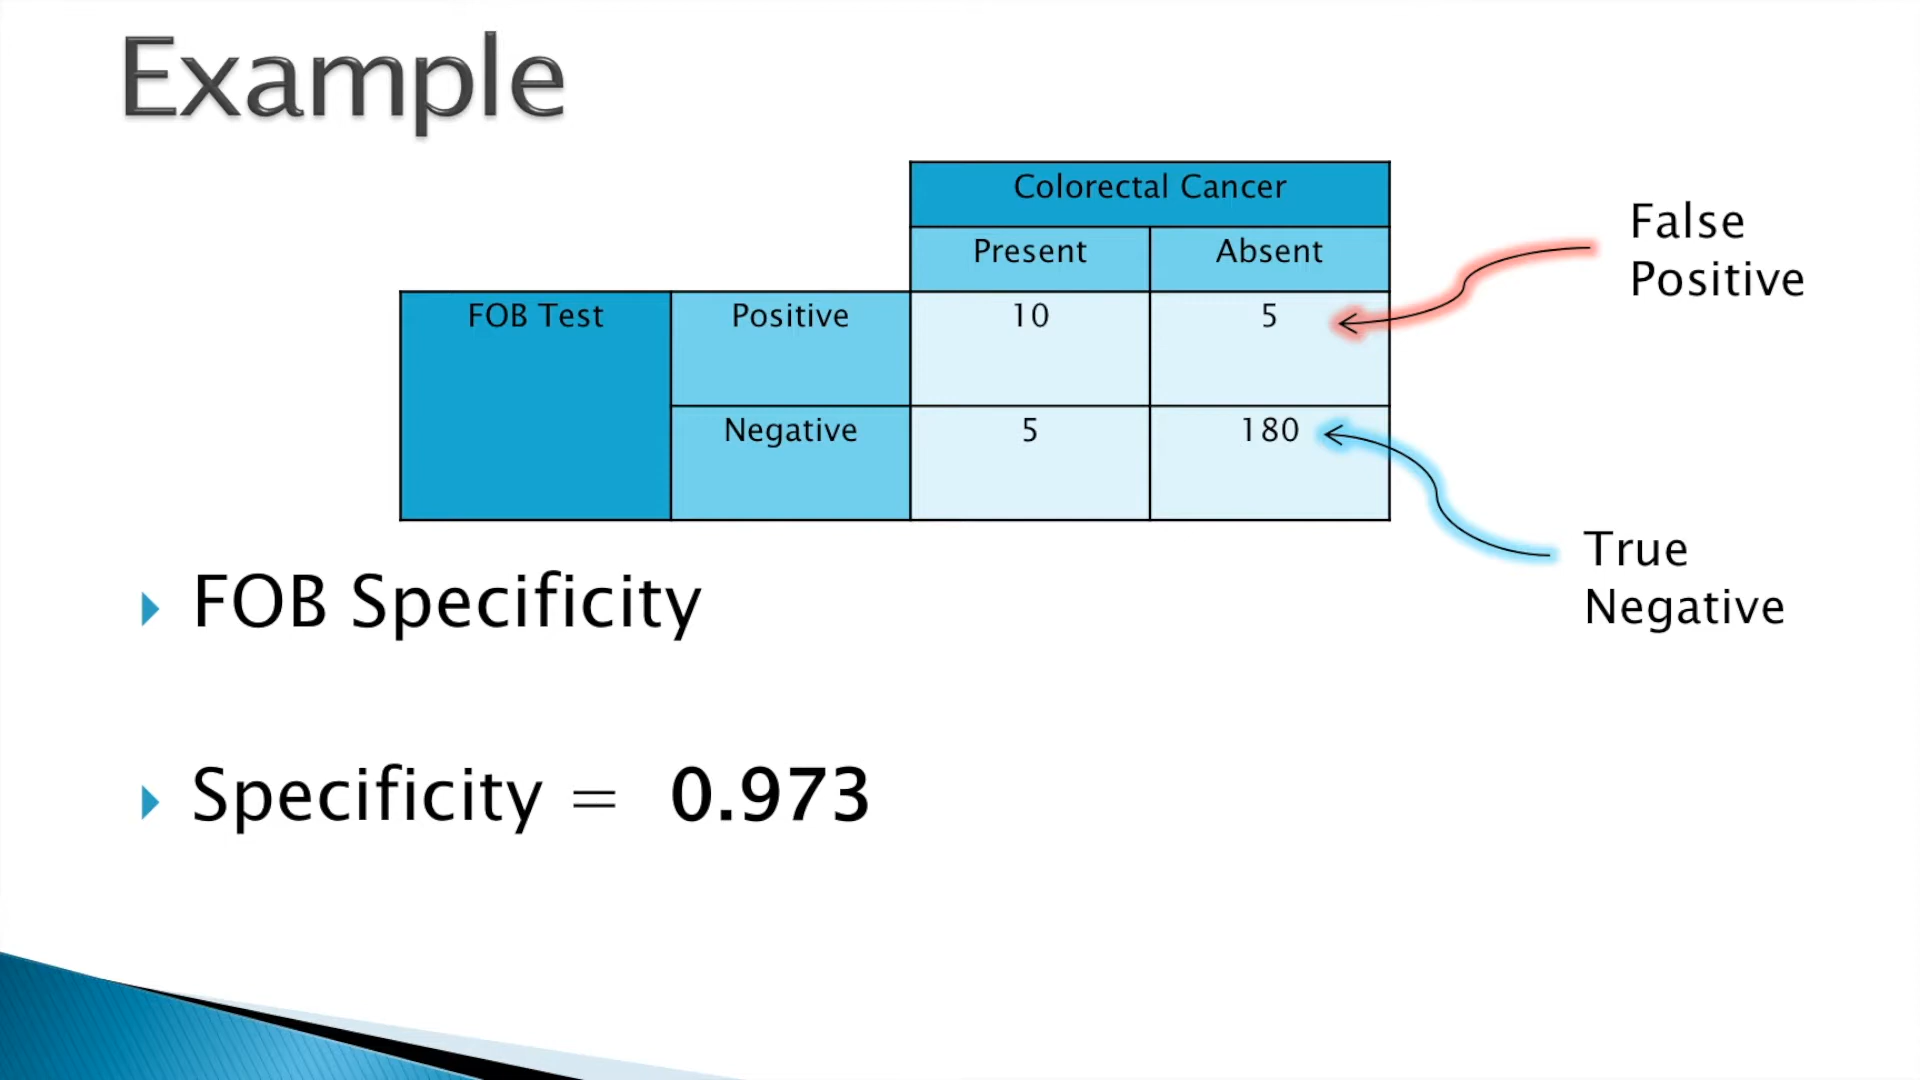 Example
Colorectal Cancer
Present Absent
False
Positive
FOB Test Positive 10 5
Negative 5 180
True
Negative
FOB Specificity
Specificity = 0.973